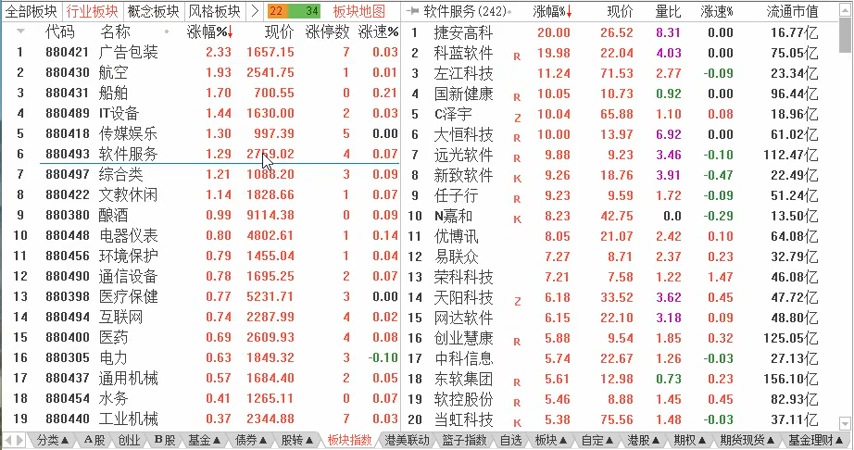 全部板块 行业板块 概念板块 风格板块 22 34 板块地图
代码 名称 涨幅%↓ 现价 涨停数 涨速%
1 880421 广告包装 2.33 1657.15 7 0.03
2 880430 航空 1.93 2541.75 1 0.01
3 880431 船舶 1.70 700.55 0 0.21
4 880489 IT设备 1.44 1630.00 2 0.03
5 880418 传媒娱乐 1.30 997.39 5 0.00
6 880493 软件服务 1.29 2759.02 4 0.07
7 880497 综合类 1.21 1088.20 3 0.09
8 880422 文教休闲 1.14 1828.66 1 0.07
9 880380 酿酒 0.99 9114.38 0 0.09
10 880448 电器仪表 0.80 4802.61 1 0.14
11 880456 环境保护 0.79 1455.04 1 0.04
12 880490 通信设备 0.78 1695.25 2 0.07
13 880398 医疗保健 0.77 5231.71 3 0.00
14 880494 互联网 0.74 2287.99 4 0.02
15 880400 医药 0.69 2609.93 4 0.08
16 880305 电力 0.63 1849.32 3 -0.10
17 880437 通用机械 0.57 1684.40 2 0.05
18 880454 水务 0.41 1265.11 0 0.07
19 880440 工业机械 0.37 2344.88 7 0.03
软件服务(242) 涨幅%↓ 现价 量比 涨速% 流通市值
1 捷安高科 20.00 26.52 8.31 0.00 16.77亿
2 科蓝软件 R 19.98 22.04 4.03 0.00 75.05亿
3 左江科技 11.24 71.53 2.77 -0.09 23.34亿
4 国新健康 R 10.05 10.73 0.92 0.00 96.44亿
5 C泽宇 Z 10.04 65.88 1.10 0.08 18.96亿
6 大恒科技 R 10.00 13.97 6.92 0.00 61.02亿
7 远光软件 R 9.88 9.23 3.46 -0.10 112.47亿
8 新致软件 K 9.26 18.76 3.91 -0.47 22.49亿
9 任子行 R 9.23 9.59 1.72 -0.09 51.24亿
10 N嘉和 K 8.23 42.75 0.0 -0.29 13.50亿
11 优博讯 8.05 21.07 2.42 0.10 64.08亿
12 易联众 7.27 8.71 2.37 0.23 32.79亿
13 荣科科技 7.21 7.58 1.22 1.47 46.08亿
14 天阳科技 Z 6.18 33.52 3.62 0.45 47.72亿
15 网达软件 6.15 22.10 3.18 0.09 48.80亿
16 创业慧康 R 5.88 9.54 1.85 0.32 125.05亿
17 中科信息 5.74 22.67 1.26 -0.03 27.13亿
18 东软集团 R 5.61 12.98 0.73 0.23 156.10亿
19 软控股份 R 5.46 8.88 1.45 0.45 82.93亿
20 当虹科技 K 5.38 75.56 1.48 -0.03 37.11亿
分类▲ A股 创业 B股 基金▲ 债券▲ 股转▲ 板块指数 港美联动 篮子指数 自选 板块▲ 自定▲ 港股▲ 期权▲ 期货现货▲ 基金理财▲